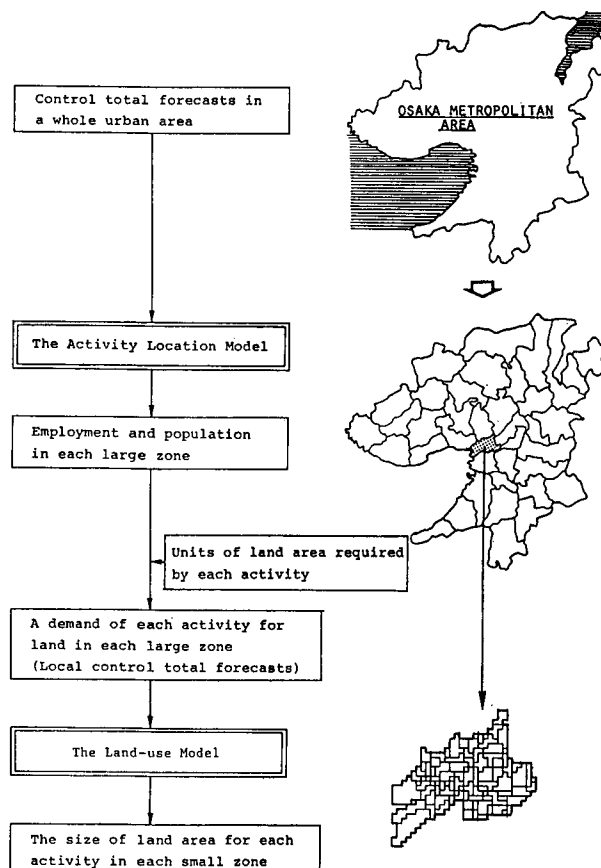 Control total forecasts in
a whole urban area
OSAKA METROPOLITAN
AREA
The Activity Location Model
Employment and population
in each large zone
Units of land area required
by each activity
A demand of each activity for
land in each large zone
(Local control total forecasts)
The Land-use Model
The size of land area for each
activity in each small zone